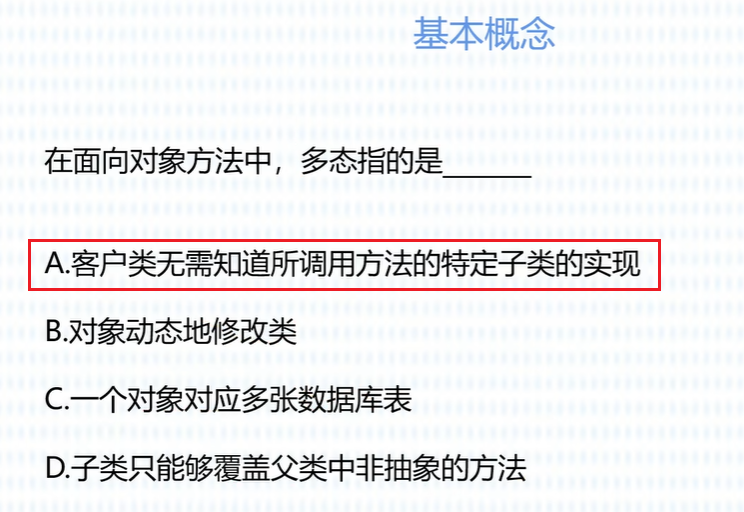 基本概念
在面向对象方法中，多态指的是______
A.客户类无需知道所调用方法的特定子类的实现
B.对象动态地修改类
C.一个对象对应多张数据库表
D.子类只能够覆盖父类中非抽象的方法